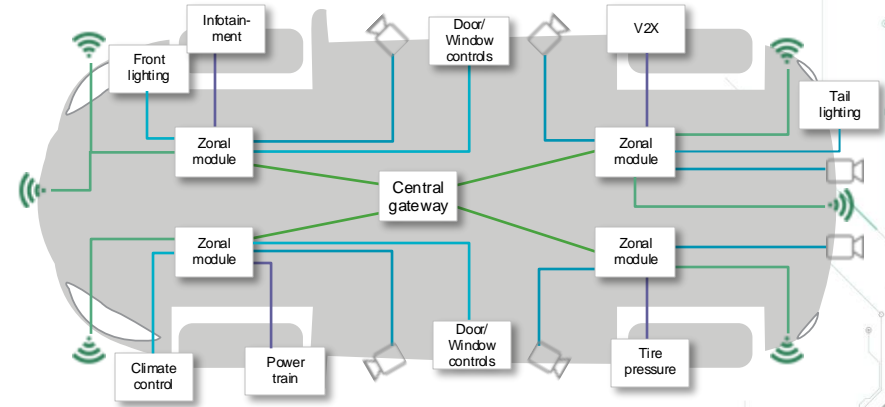 Infotain-
ment
Front
lighting
Door/
Window
controls
V2X
Tail
lighting
Zonal
module
Zonal
module
Central
gateway
Zonal
module
Zonal
module
Climate
control
Power
train
Door/
Window
controls
Tire
pressure